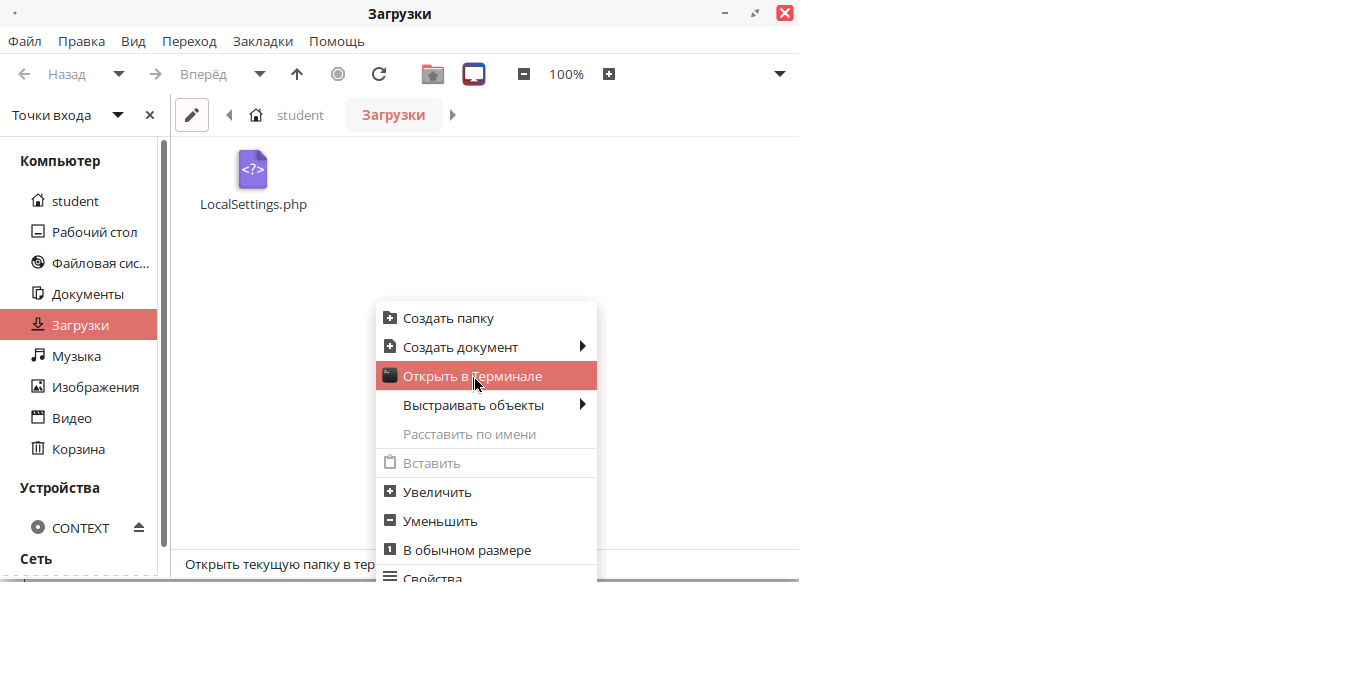 Загрузки
Файл Правка Вид Переход Закладки Помощь
Назад Вперёд 100%
Точки входа student Загрузки
Компьютер
student
Рабочий стол
Файловая сис...
Документы
Загрузки
Музыка
Изображения
Видео
Корзина
Устройства
CONTEXT
Сеть
<?>
LocalSettings.php
Создать папку
Создать документ
Открыть в Терминале
Выстраивать объекты
Расставить по имени
Вставить
Увеличить
Уменьшить
1 В обычном размере
Свойства
Открыть текущую папку в тер